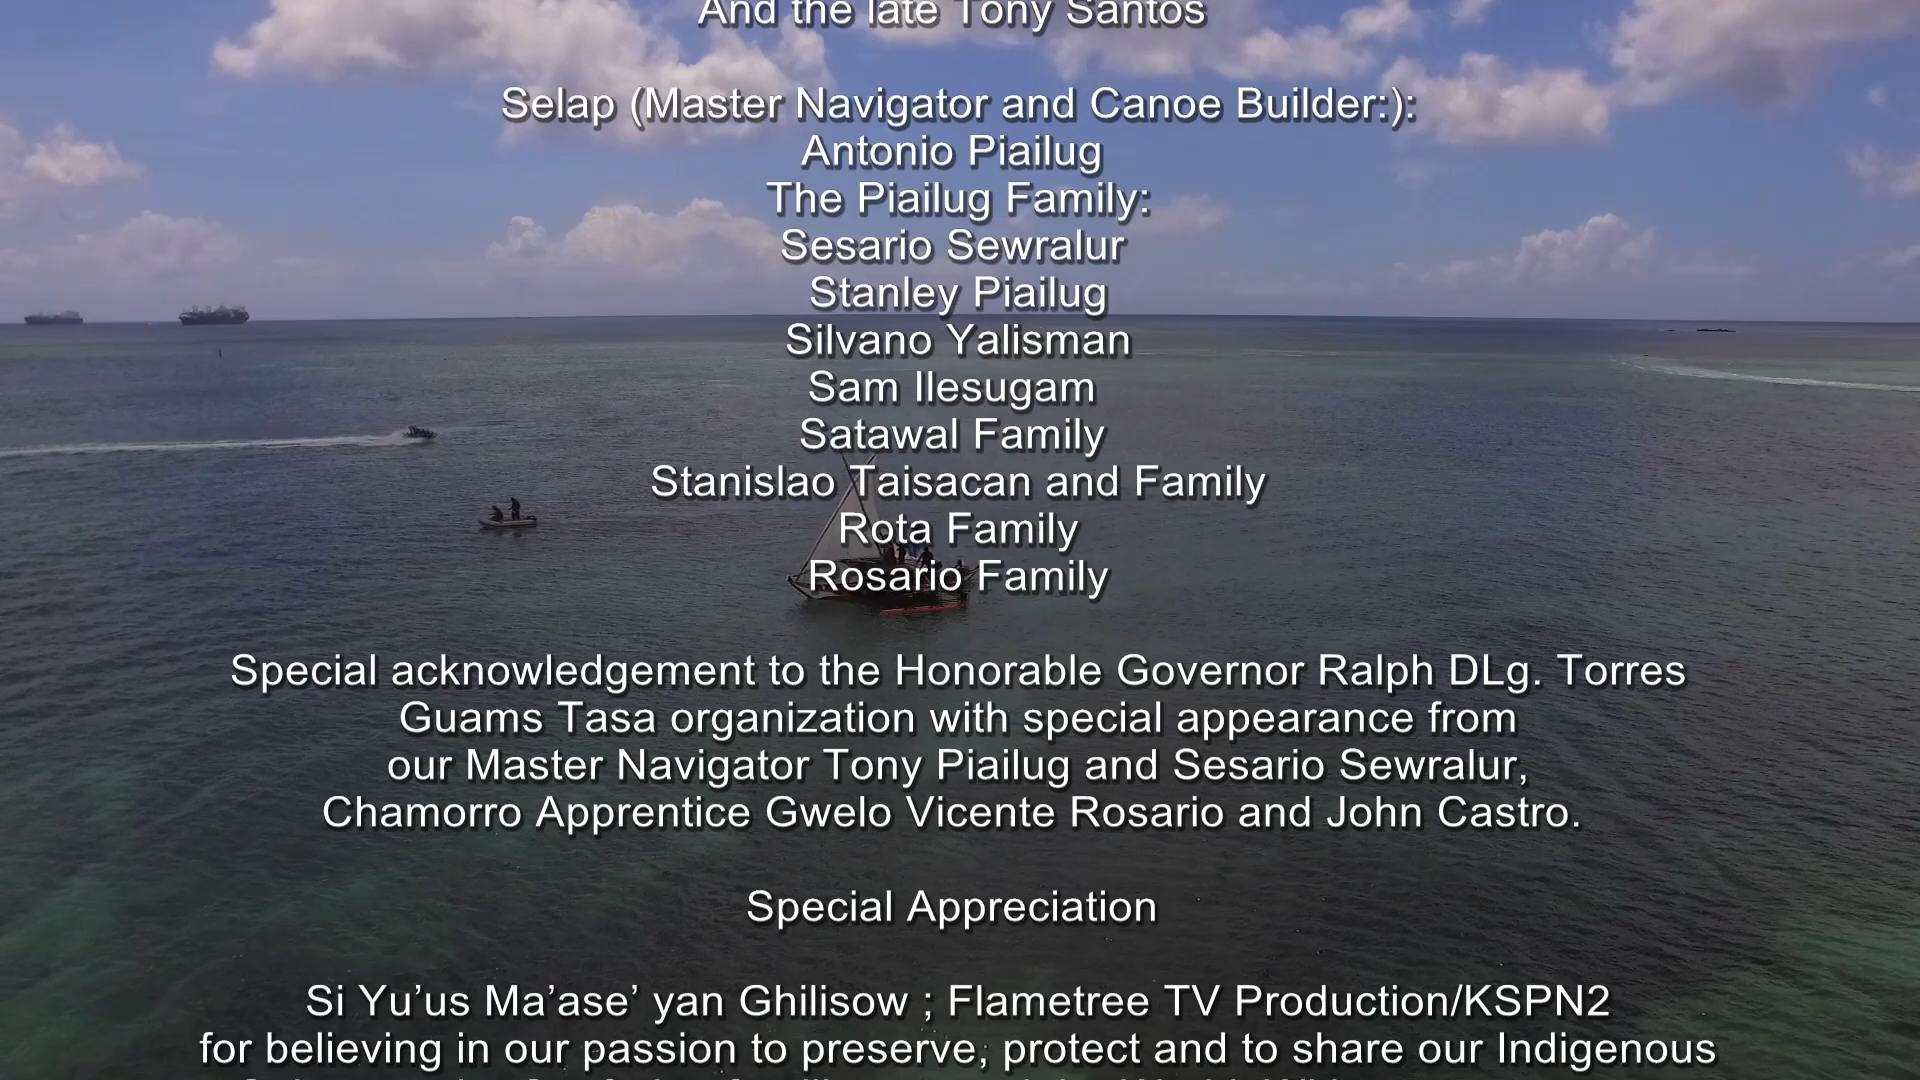 And the late Tony Santos
Selap (Master Navigator and Canoe Builder:):
Antonio Piailug
The Piailug Family:
Sesario Sewralur
Stanley Piailug
Silvano Yalisman
Sam Ilesugam
Satawal Family
Stanislao Taisacan and Family
Rota Family
Rosario Family
Special acknowledgement to the Honorable Governor Ralph DLg. Torres
Guams Tasa organization with special appearance from
our Master Navigator Tony Piailug and Sesario Sewralur,
Chamorro Apprentice Gwelo Vicente Rosario and John Castro.
Special Appreciation
Si Yu’us Ma’ase’ yan Ghilisow ; Flametree TV Production/KSPN2
for believing in our passion to preserve, protect and to share our Indigenous